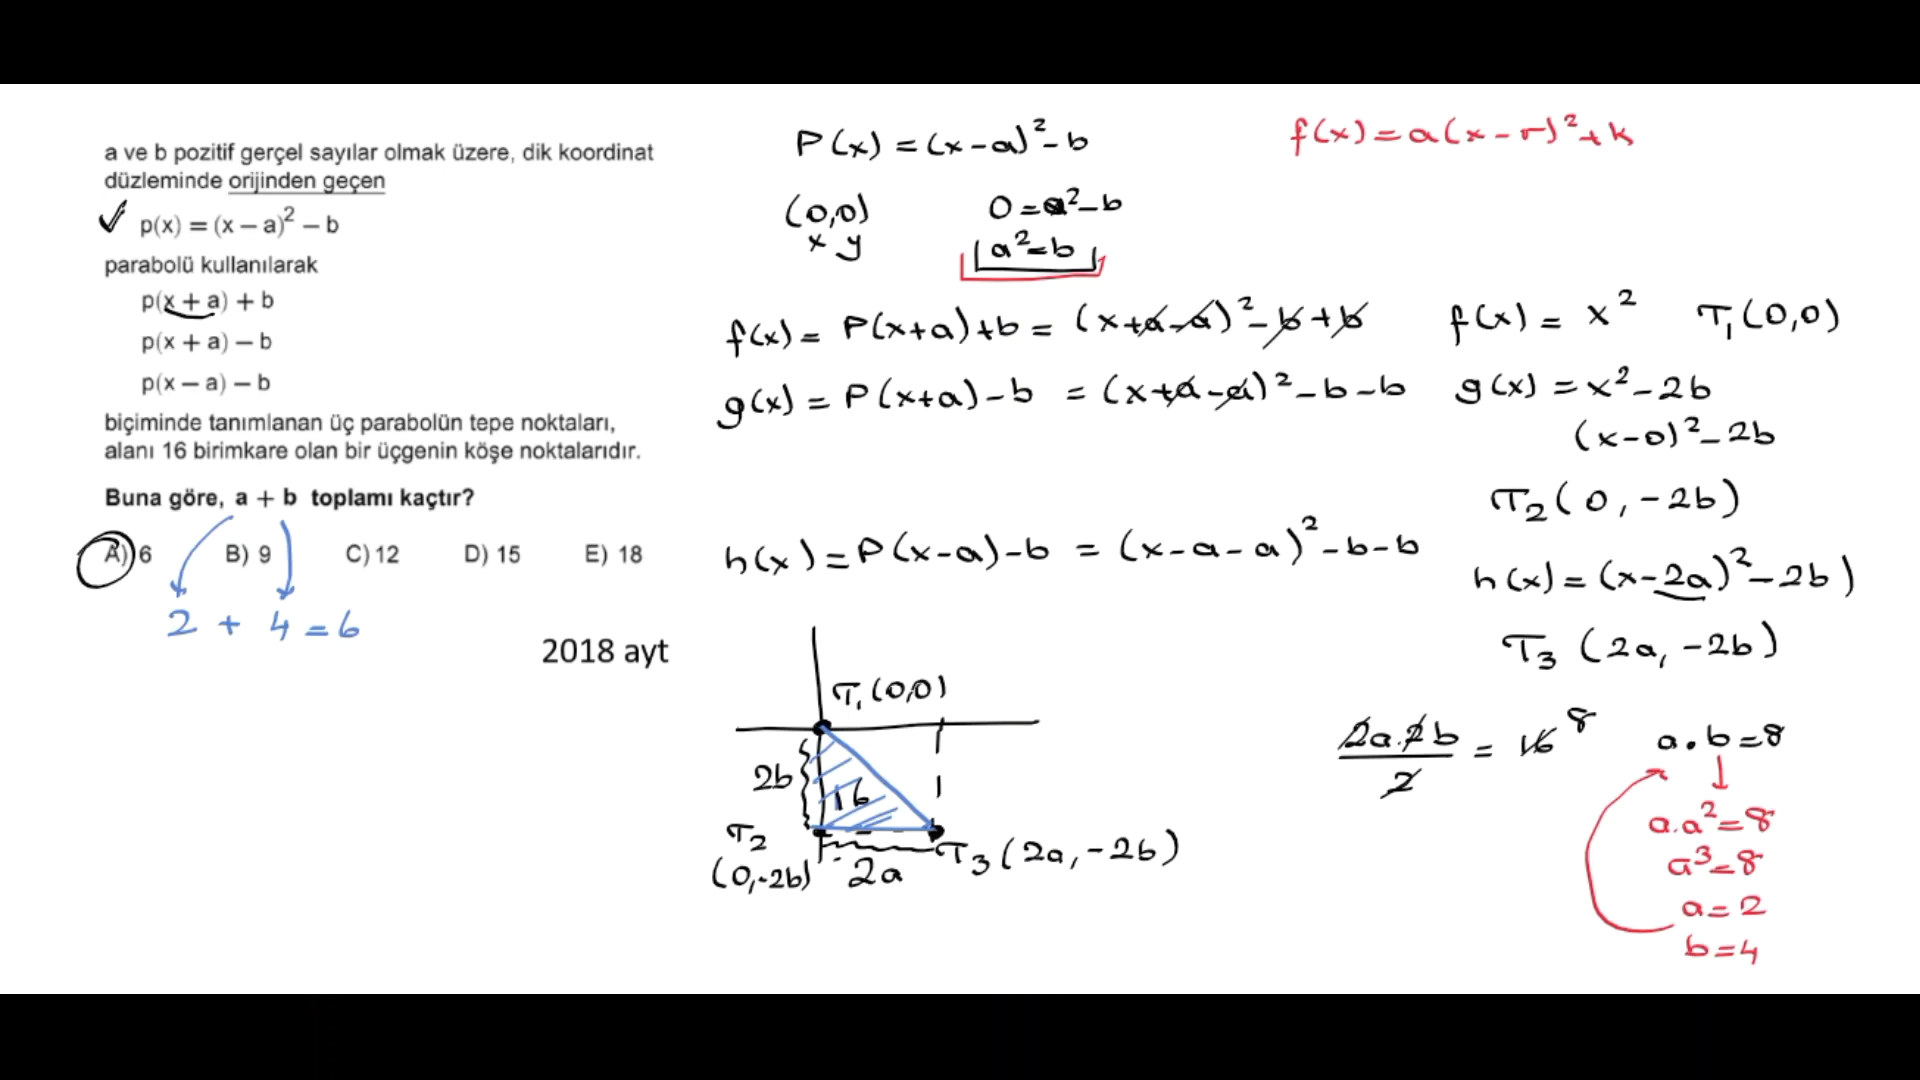 a ve b pozitif gerçel sayılar olmak üzere, dik koordinat
düzleminde orijinden geçen
p(x) = (x – a)² – b
parabolü kullanılarak
p(x + a) + b
p(x + a) – b
p(x – a) – b
biçiminde tanımlanan üç parabolün tepe noktaları,
alanı 16 birimkare olan bir üçgenin köşe noktalarıdır.
Buna göre, a + b toplamı kaçtır?
A) 6 B) 9 C) 12 D) 15 E) 18
2 + 4 = 6
2018 ayt
P(x) = (x-a)²-b
f(x) = a(x-r)²+k
(0,0)
x y
0=a²-b
a²=b
f(x) = P(x+a)+b = (x+a-a)²-b+b
f(x) = x² T₁(0,0)
g(x) = P(x+a)-b = (x+a-a)²-b-b
g(x) = x²-2b
(x-0)²-2b
T₂(0,-2b)
h(x) = P(x-a)-b = (x-a-a)²-b-b
h(x) = (x-2a)²-2b)
T₃(2a,-2b)
T₁(0,0)
2b
16
T₂
(0,-2b)
2a
T₃(2a,-2b)
2a.2b
2
= 16 8
a.b=8
a.a²=8
a³=8
a=2
b=4